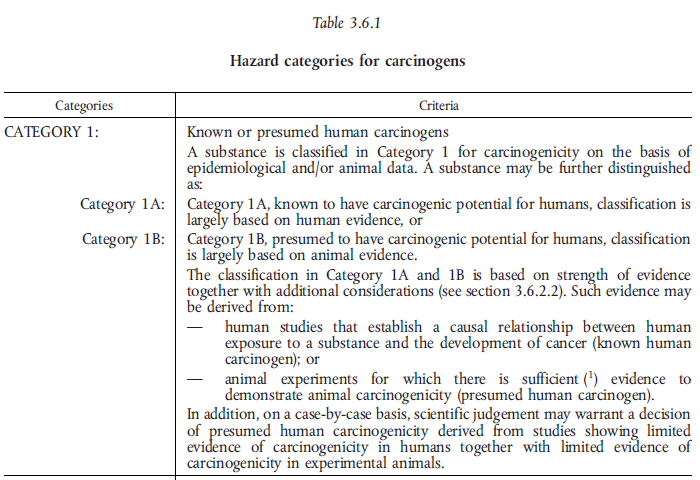 Table 3.6.1
Hazard categories for carcinogens
Categories
Criteria
CATEGORY 1:
Known or presumed human carcinogens
A substance is classified in Category 1 for carcinogenicity on the basis of
epidemiological and/or animal data. A substance may be further distinguished
as:
Category 1A:
Category 1A, known to have carcinogenic potential for humans, classification is
largely based on human evidence, or
Category 1B:
Category 1B, presumed to have carcinogenic potential for humans, classification
is largely based on animal evidence.
The classification in Category 1A and 1B is based on strength of evidence
together with additional considerations (see section 3.6.2.2). Such evidence may
be derived from:
— human studies that establish a causal relationship between human
exposure to a substance and the development of cancer (known human
carcinogen); or
— animal experiments for which there is sufficient (¹) evidence to
demonstrate animal carcinogenicity (presumed human carcinogen).
In addition, on a case-by-case basis, scientific judgement may warrant a decision
of presumed human carcinogenicity derived from studies showing limited
evidence of carcinogenicity in humans together with limited evidence of
carcinogenicity in experimental animals.